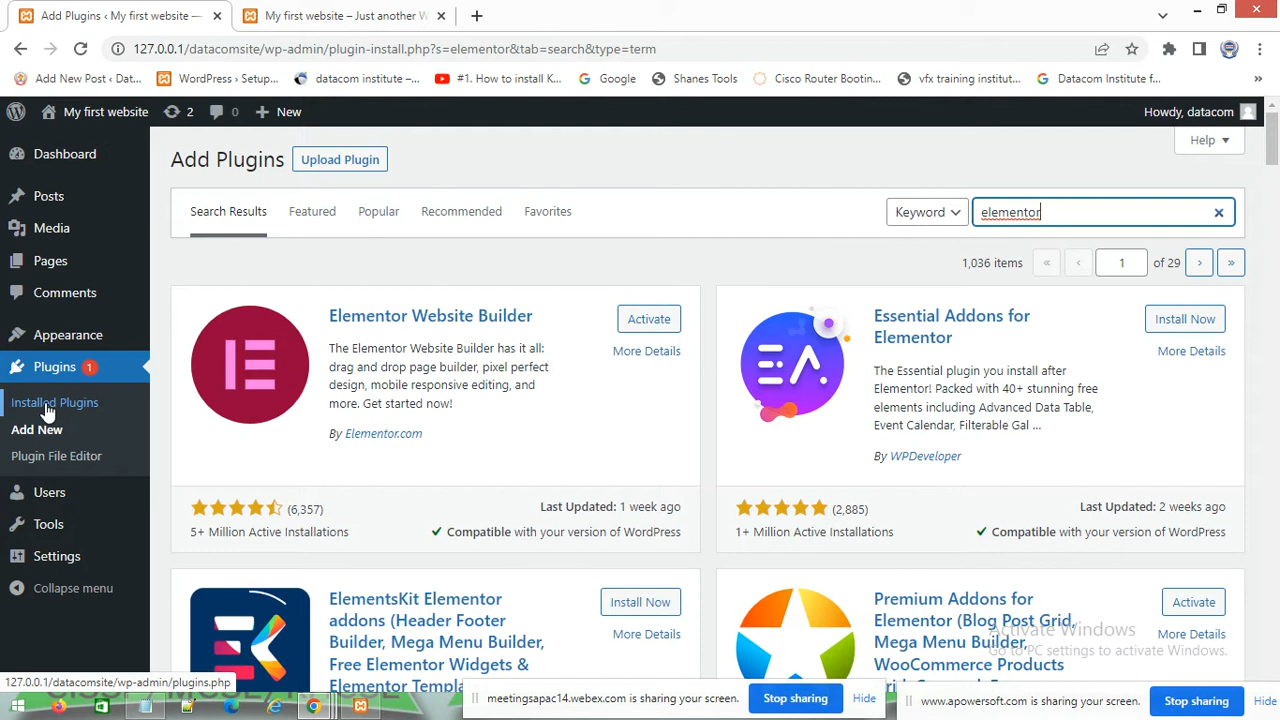 Add Plugins ‹ My first website —
My first website – Just another W
127.0.0.1/datacomsite/wp-admin/plugin-install.php?s=elementor&tab=search&type=term
Add New Post ‹ Dat...
WordPress › Setup...
datacom institute –...
#1. How to install K...
Google
Shanes Tools
Cisco Router Bootin...
vfx training institut...
Datacom Institute f...
»
My first website
2
0
New
Howdy, datacom
Dashboard
Posts
Media
Pages
Comments
Appearance
Plugins 1
Installed Plugins
Add New
Plugin File Editor
Users
Tools
Settings
Collapse menu
Add Plugins
Upload Plugin
Help
Search Results
Featured
Popular
Recommended
Favorites
Keyword
elementor
1,036 items
«
‹
1
of 29
›
»
Elementor Website Builder
Activate
More Details
The Elementor Website Builder has it all:
drag and drop page builder, pixel perfect
design, mobile responsive editing, and
more. Get started now!
By Elementor.com
(6,357)
Last Updated: 1 week ago
5+ Million Active Installations
Compatible with your version of WordPress
Essential Addons for
Elementor
Install Now
More Details
The Essential plugin you install after
Elementor! Packed with 40+ stunning free
elements including Advanced Data Table,
Event Calendar, Filterable Gal ...
By WPDeveloper
(2,885)
Last Updated: 2 weeks ago
1+ Million Active Installations
Compatible with your version of WordPress
ElementsKit Elementor
addons (Header Footer
Builder, Mega Menu Builder,
Free Elementor Widgets &
Install Now
More Details
Premium Addons for
Elementor (Blog Post Grid,
Mega Menu Builder,
WooCommerce Products
Activate
More Details
Activate Windows
Go to PC settings to activate Windows.
127.0.0.1/datacomsite/wp-admin/plugins.php
meetingsapac14.webex.com is sharing your screen.
Stop sharing
Hide
www.apowersoft.com is sharing your screen.
Stop sharing
Hide